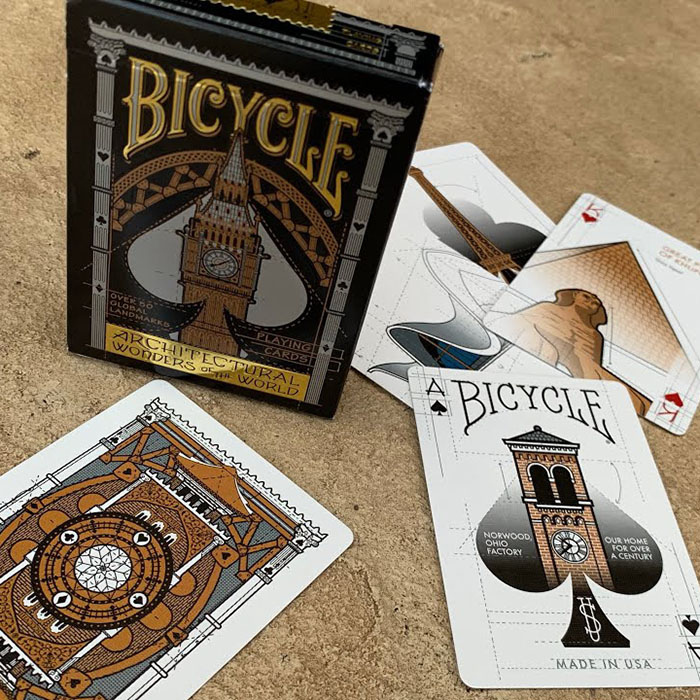 BICYCLE
®
OVER 50
GLOBAL
LANDMARKS
PLAYING
CARDS
ARCHITECTURAL
WONDERS OF THE WORLD
K
K
A
BICYCLE
NORWOOD,
OHIO
FACTORY
OUR HOME
FOR OVER
A CENTURY
MADE IN USA